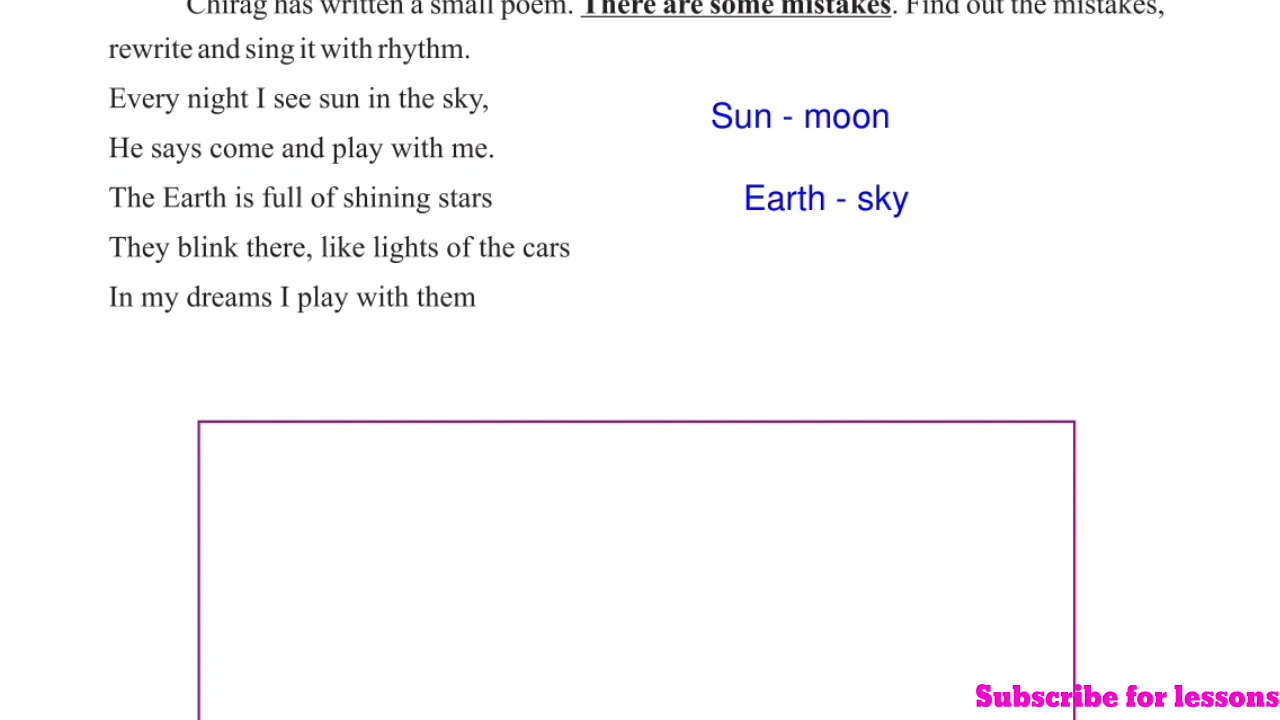 Chirag has written a small poem. There are some mistakes. Find out the mistakes,
rewrite and sing it with rhythm.
Every night I see sun in the sky,
Sun - moon
He says come and play with me.
The Earth is full of shining stars
Earth - sky
They blink there, like lights of the cars
In my dreams I play with them
Subscribe for lessons